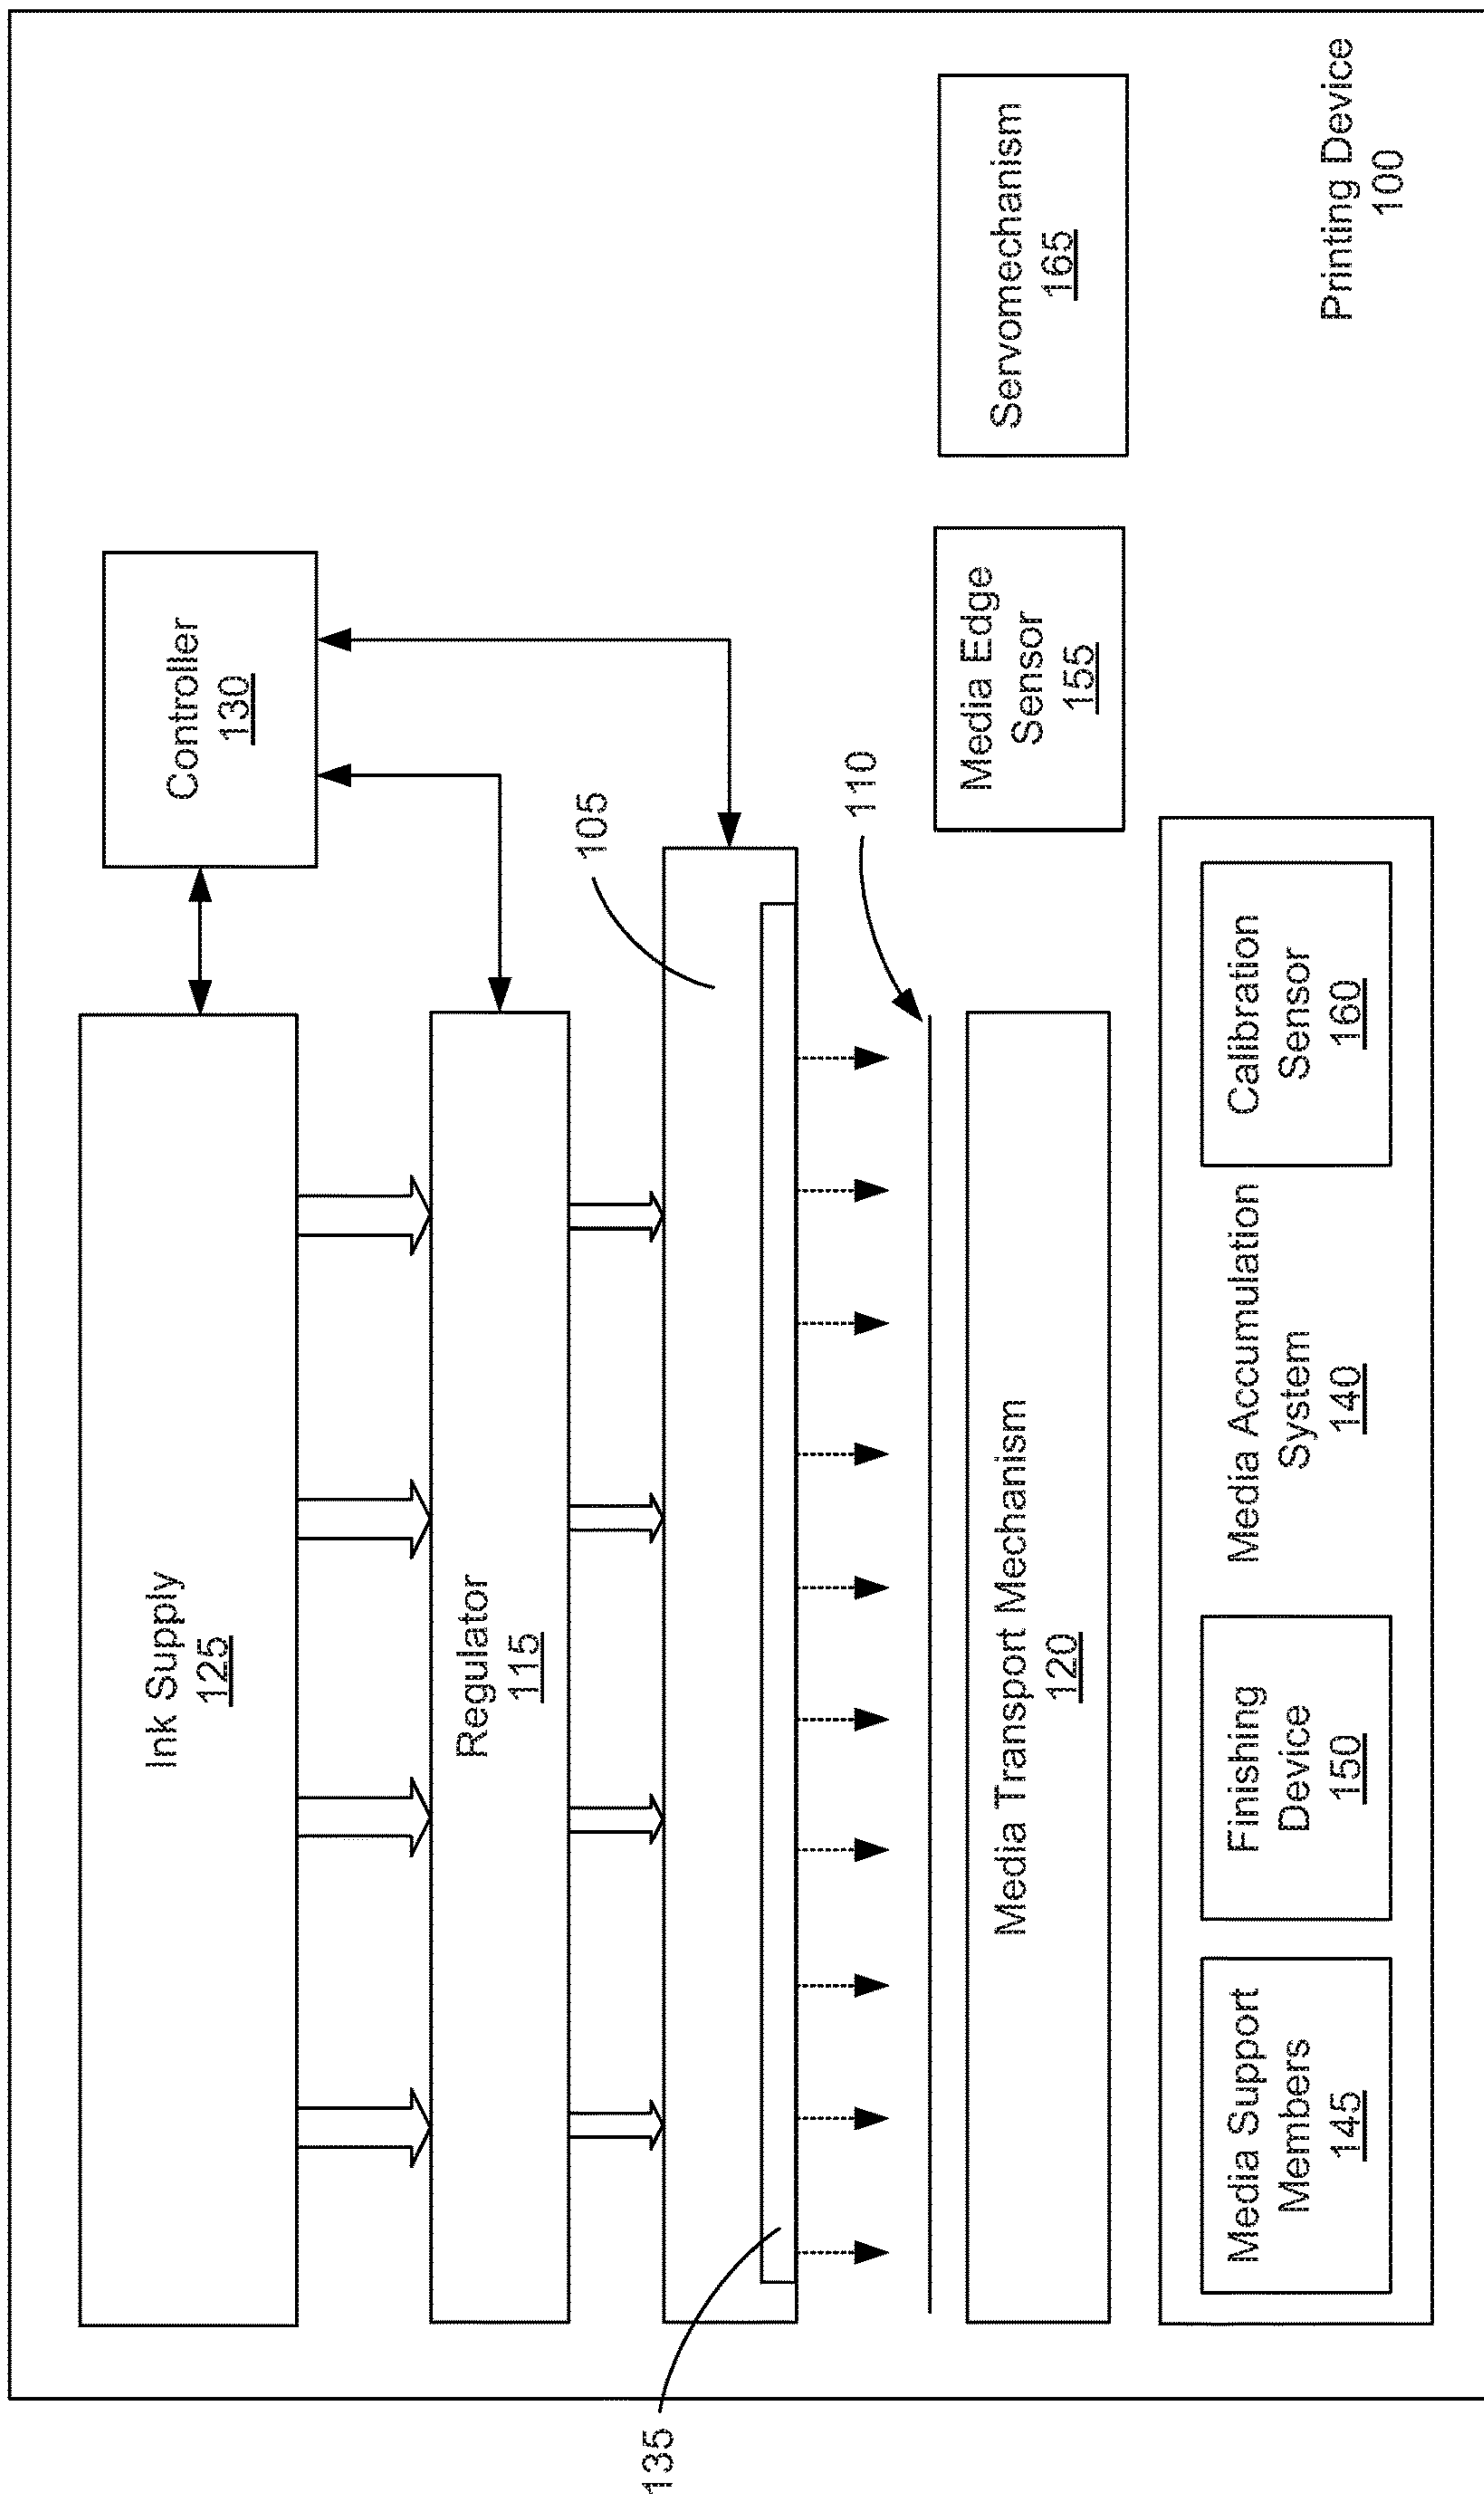 Ink Supply
125
Controller
130
Regulator
115
105
135
110
Media Transport Mechanism
120
Media Edge
Sensor
155
Servomechanism
165
Media Support
Members
145
Finishing
Device
150
Media Accumulation
System
140
Calibration
Sensor
160
Printing Device
100